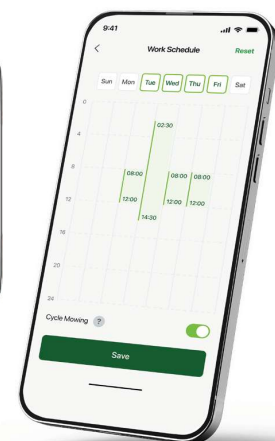 9:41
Work Schedule
Reset
Sun Mon Tue Wed Thu Fri Sat
0
4
02:30
8
08:00 08:00 08:00
12
12:00 12:00 12:00
14:30
16
20
24
Cycle Mowing ?
Save